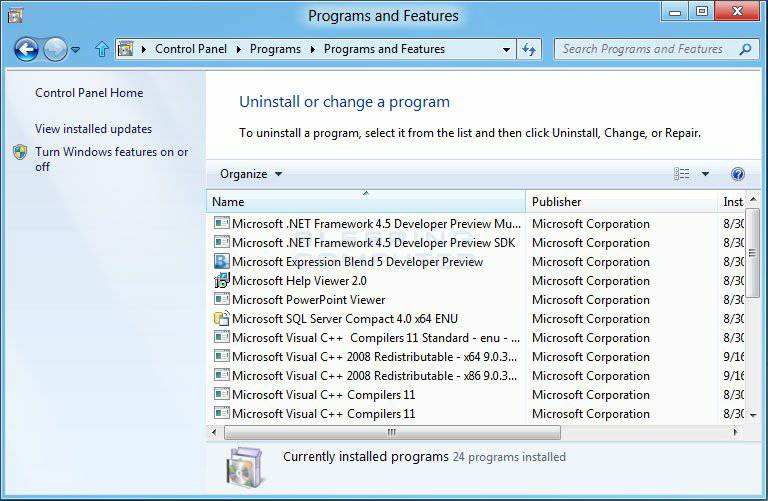 Programs and Features
Control Panel Programs Programs and Features
Search Programs and Features
Control Panel Home
View installed updates
Turn Windows features on or
off
Uninstall or change a program
To uninstall a program, select it from the list and then click Uninstall, Change, or Repair.
Organize
Name Publisher Insta
Microsoft .NET Framework 4.5 Developer Preview Mu... Microsoft Corporation 8/30
Microsoft .NET Framework 4.5 Developer Preview SDK Microsoft Corporation 8/30
Microsoft Expression Blend 5 Developer Preview Microsoft Corporation 8/30
Microsoft Help Viewer 2.0 Microsoft Corporation 8/30
Microsoft PowerPoint Viewer Microsoft Corporation 8/30
Microsoft SQL Server Compact 4.0 x64 ENU Microsoft Corporation 8/30
Microsoft Visual C++  Compilers 11 Standard - enu - ... Microsoft Corporation 8/30
Microsoft Visual C++ 2008 Redistributable - x64 9.0.3... Microsoft Corporation 9/16
Microsoft Visual C++ 2008 Redistributable - x86 9.0.3... Microsoft Corporation 9/16
Microsoft Visual C++ Compilers 11 Microsoft Corporation 8/30
Microsoft Visual C++ Compilers 11 Microsoft Corporation 8/30
BLEEPING
COMPUTER
Currently installed programs 24 programs installed